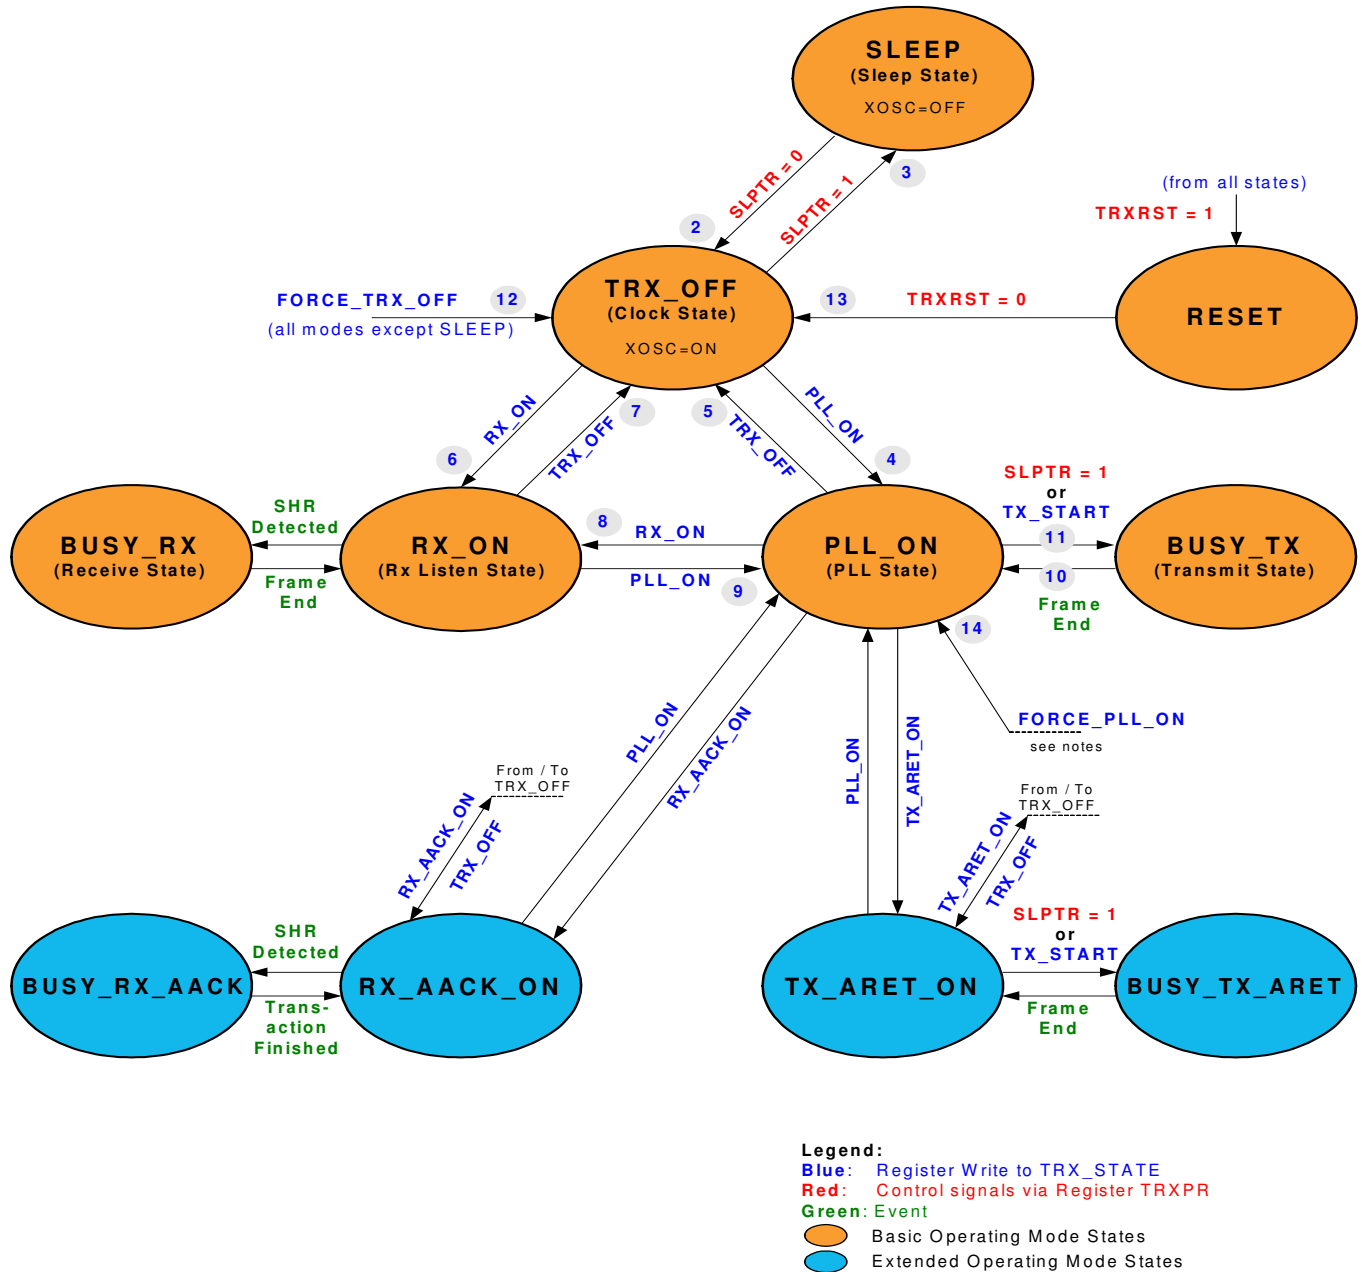 SLEEP
(Sleep State)
XOSC=OFF
SLPTR = 0
SLPTR = 1
3
2
(from all states)
TRXRST = 1
FORCE_TRX_OFF
12
(all modes except SLEEP)
TRX_OFF
(Clock State)
XOSC=ON
13
TRXRST = 0
RESET
RX_ON
7
TRX_OFF
5
TRX_OFF
PLL_ON
6
4
SHR
Detected
BUSY_RX
(Receive State)
Frame
End
RX_ON
(Rx Listen State)
8
RX_ON
PLL_ON
9
PLL_ON
(PLL State)
SLPTR = 1
or
TX_START
11
10
Frame
End
BUSY_TX
(Transmit State)
14
FORCE_PLL_ON
see notes
PLL_ON
RX_AACK_ON
PLL_ON
TX_ARET_ON
From / To
TRX_OFF
RX_AACK_ON
TRX_OFF
From / To
TRX_OFF
TX_ARET_ON
TRX_OFF
SHR
Detected
BUSY_RX_AACK
Trans-
action
Finished
RX_AACK_ON
TX_ARET_ON
SLPTR = 1
or
TX_START
Frame
End
BUSY_TX_ARET
Legend:
Blue: Register Write to TRX_STATE
Red: Control signals via Register TRXPR
Green: Event
Basic Operating Mode States
Extended Operating Mode States